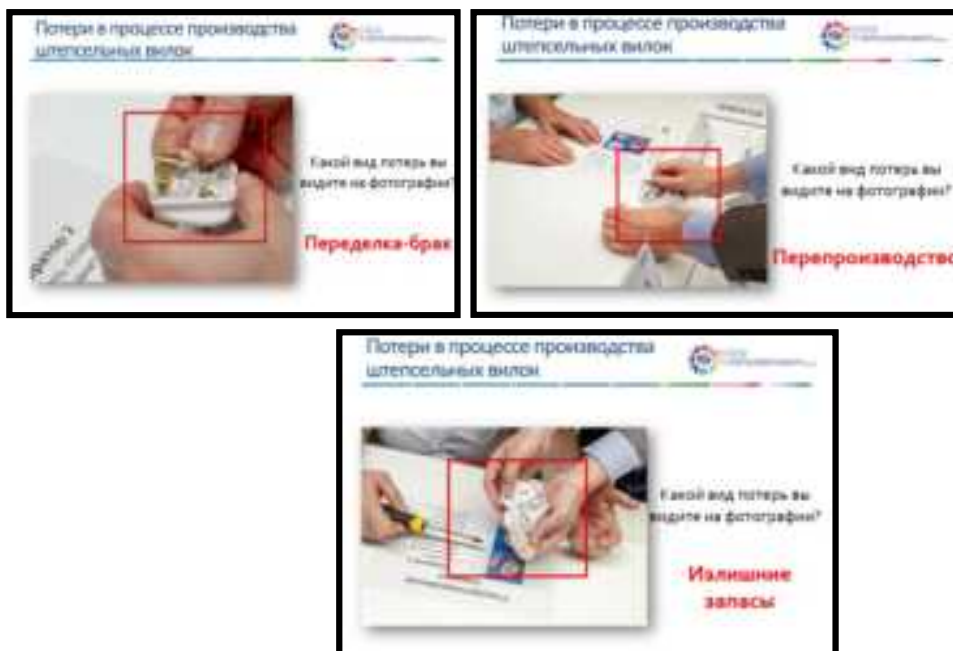 Потери в процессе производства
штепсельных вилок
Какой вид потерь вы
видите на фотографии?
Переделка-брак
Потери в процессе производства
штепсельных вилок
Какой вид потерь вы
видите на фотографии?
Перепроизводство
Потери в процессе производства
штепсельных вилок
Какой вид потерь вы
видите на фотографии?
Излишние
запасы